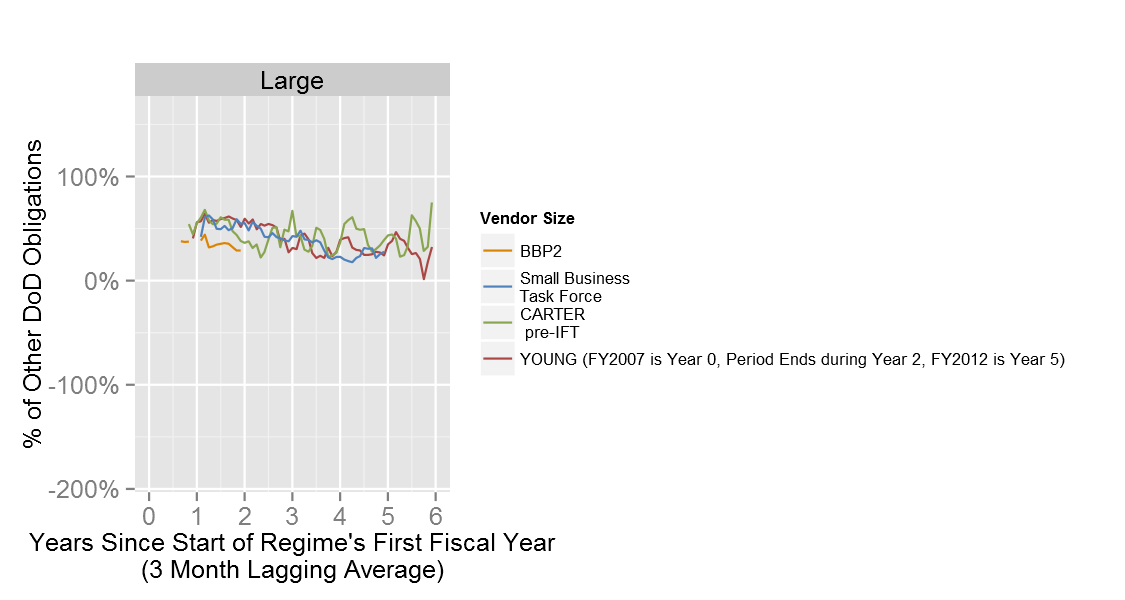 Large
% of Other DoD Obligations
100%
0%
-100%
-200%
0 1 2 3 4 5 6
Years Since Start of Regime's First Fiscal Year
(3 Month Lagging Average)
Vendor Size
BBP2
Small Business
Task Force
CARTER
pre-IFT
YOUNG (FY2007 is Year 0, Period Ends during Year 2, FY2012 is Year 5)